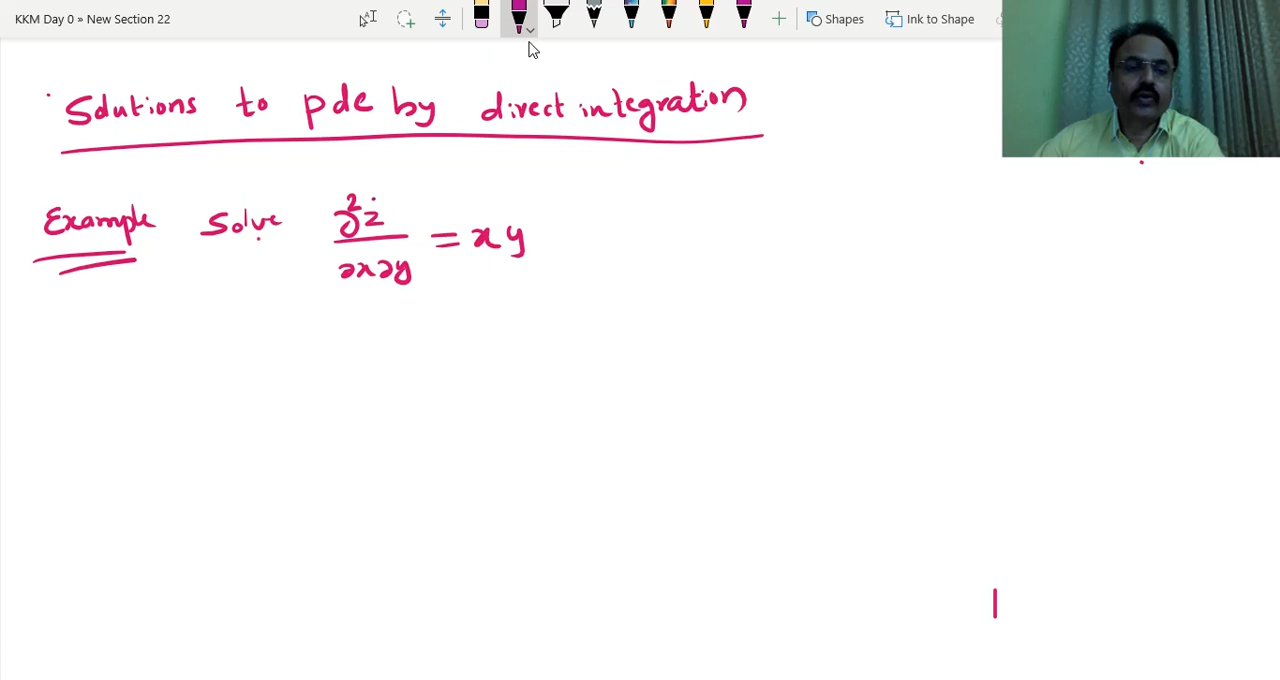 KKM Day 0 » New Section 22
Shapes
Ink to Shape
Solutions to pde by direct integration
Example Solve ∂²z/∂x∂y = xy